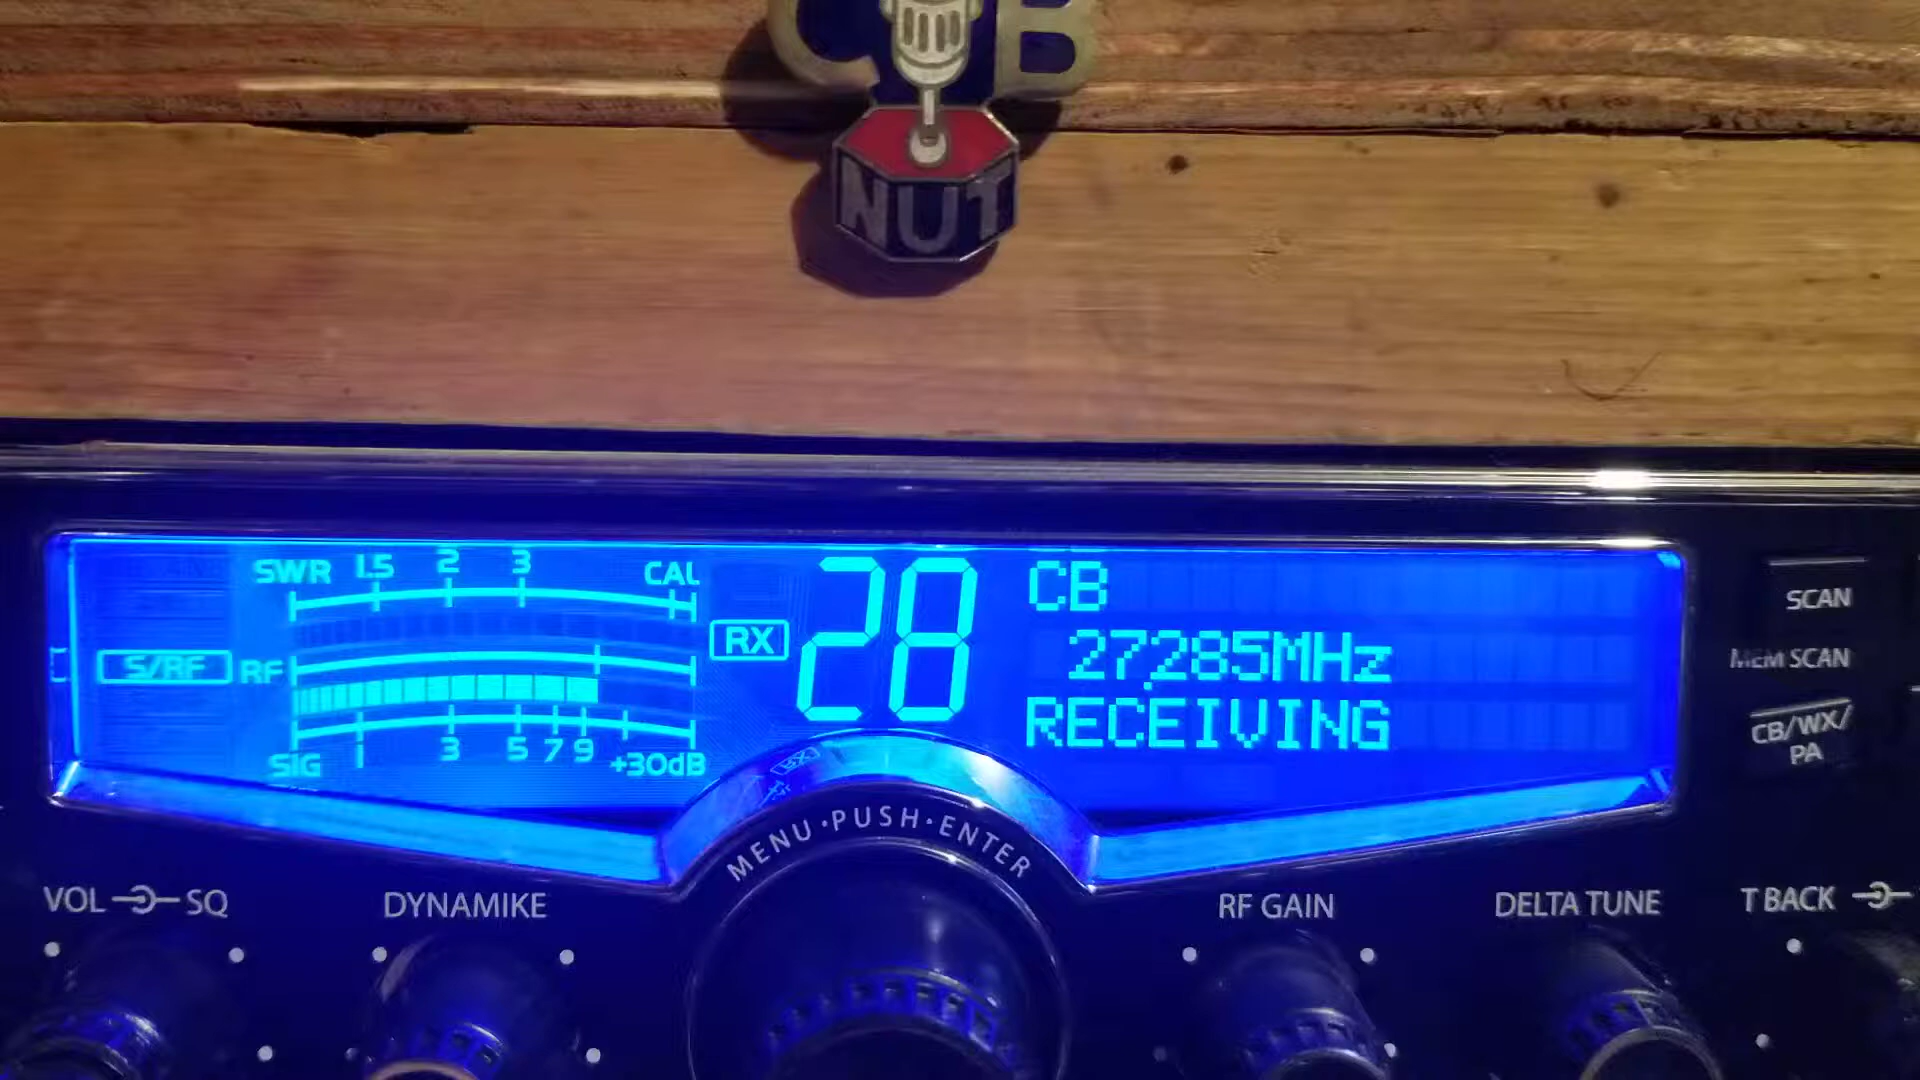 CB
NUT
SWR 1.5 2 3 CAL
S/RF RF
SIG 1 3 5 7 9 +30dB
RX 28
CB
27.285MHz
RECEIVING
SCAN
MEM SCAN
CB/WX/
PA
MENU·PUSH·ENTER
VOL SQ
DYNAMIKE
RF GAIN
DELTA TUNE
T BACK